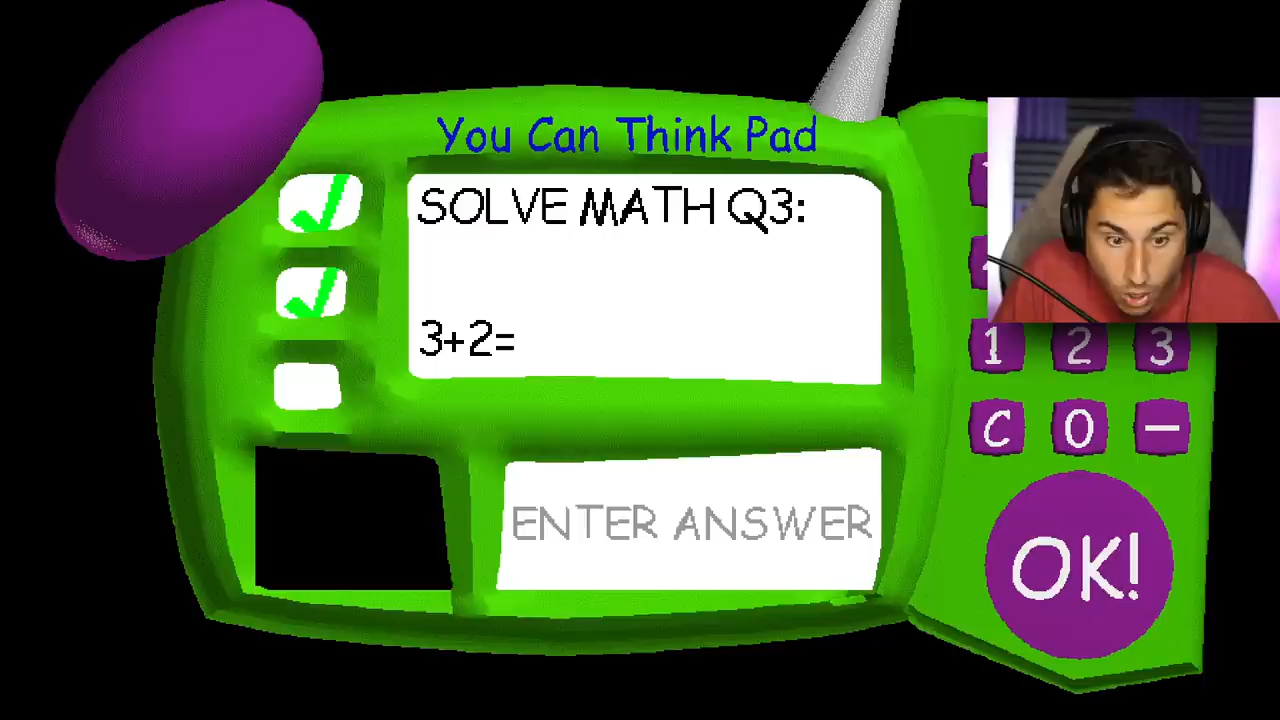 You Can Think Pad
SOLVE MATH Q3:
3+2=
ENTER ANSWER
1 2 3
C 0 –
OK!